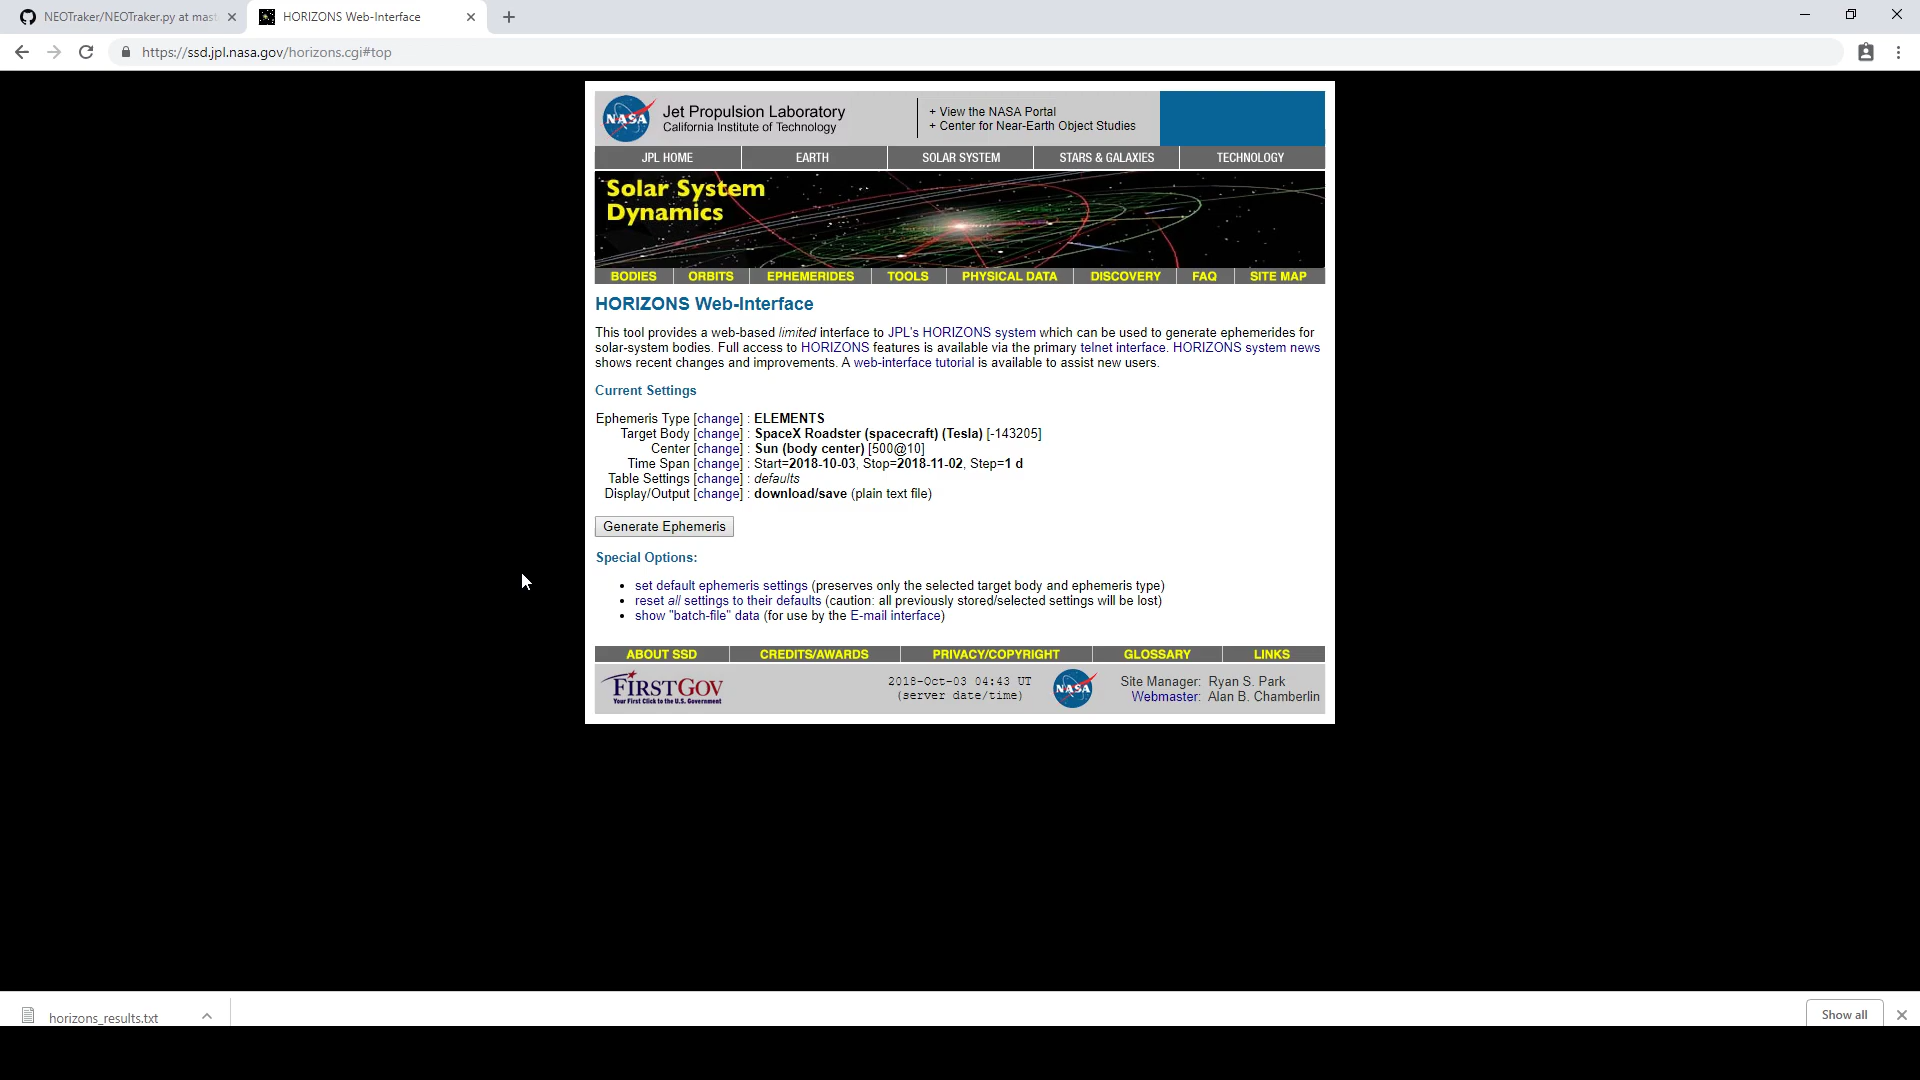 NEOTraker/NEOTraker.py at mast
HORIZONS Web-Interface
https://ssd.jpl.nasa.gov/horizons.cgi#top
NASA
Jet Propulsion Laboratory
California Institute of Technology
+ View the NASA Portal
+ Center for Near-Earth Object Studies
JPL HOME EARTH SOLAR SYSTEM STARS & GALAXIES TECHNOLOGY
Solar System
Dynamics
BODIES ORBITS EPHEMERIDES TOOLS PHYSICAL DATA DISCOVERY FAQ SITE MAP
HORIZONS Web-Interface
This tool provides a web-based limited interface to JPL's HORIZONS system which can be used to generate ephemerides for
solar-system bodies. Full access to HORIZONS features is available via the primary telnet interface. HORIZONS system news
shows recent changes and improvements. A web-interface tutorial is available to assist new users.
Current Settings
Ephemeris Type [change] : ELEMENTS
Target Body [change] : SpaceX Roadster (spacecraft) (Tesla) [-143205]
Center [change] : Sun (body center) [500@10]
Time Span [change] : Start=2018-10-03, Stop=2018-11-02, Step=1 d
Table Settings [change] : defaults
Display/Output [change] : download/save (plain text file)
Generate Ephemeris
Special Options:
• set default ephemeris settings (preserves only the selected target body and ephemeris type)
• reset all settings to their defaults (caution: all previously stored/selected settings will be lost)
• show "batch-file" data (for use by the E-mail interface)
ABOUT SSD CREDITS/AWARDS PRIVACY/COPYRIGHT GLOSSARY LINKS
FIRSTGOV
Your First Click to the U.S. Government
2018-Oct-03 04:43 UT
(server date/time)
NASA
Site Manager: Ryan S. Park
Webmaster: Alan B. Chamberlin
horizons_results.txt
Show all